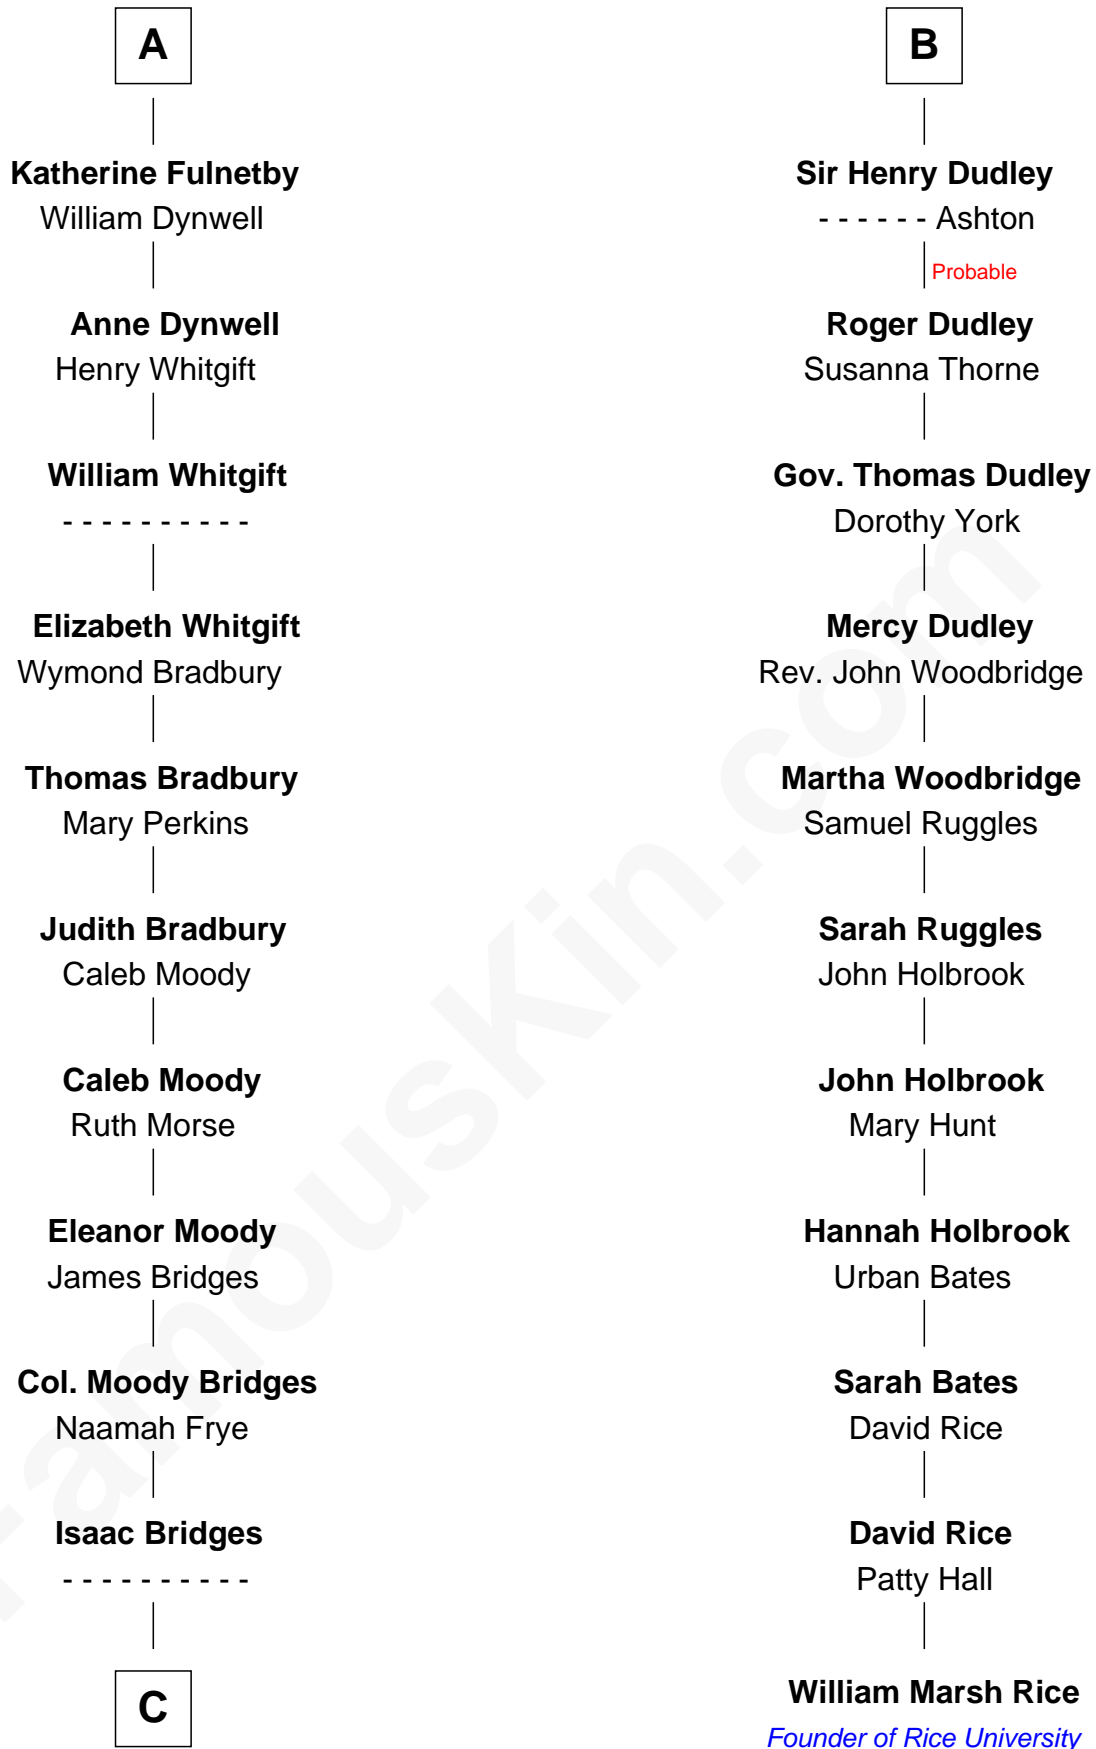 A
Katherine Fulnetby
William Dynwell
Anne Dynwell
Henry Whitgift
William Whitgift
- - - - - - - - - -
Elizabeth Whitgift
Wymond Bradbury
Thomas Bradbury
Mary Perkins
Judith Bradbury
Caleb Moody
Caleb Moody
Ruth Morse
Eleanor Moody
James Bridges
Col. Moody Bridges
Naamah Frye
Isaac Bridges
- - - - - - - - - -
C
B
Sir Henry Dudley
- - - - - - Ashton
Probable
Roger Dudley
Susanna Thorne
Gov. Thomas Dudley
Dorothy York
Mercy Dudley
Rev. John Woodbridge
Martha Woodbridge
Samuel Ruggles
Sarah Ruggles
John Holbrook
John Holbrook
Mary Hunt
Hannah Holbrook
Urban Bates
Sarah Bates
David Rice
David Rice
Patty Hall
William Marsh Rice
Founder of Rice University
FamousKin.com